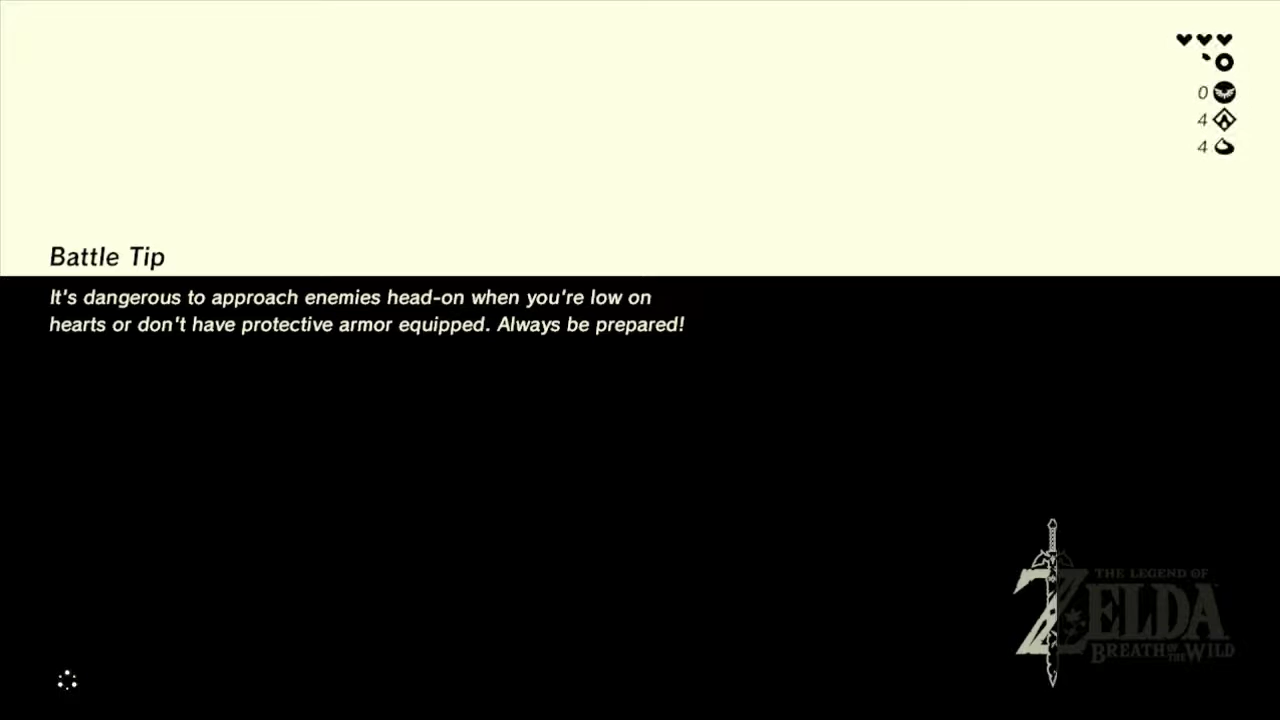 0
4
4
Battle Tip
It's dangerous to approach enemies head-on when you're low on
hearts or don't have protective armor equipped. Always be prepared!
THE LEGEND OF
ZELDA
BREATH OF THE WILD